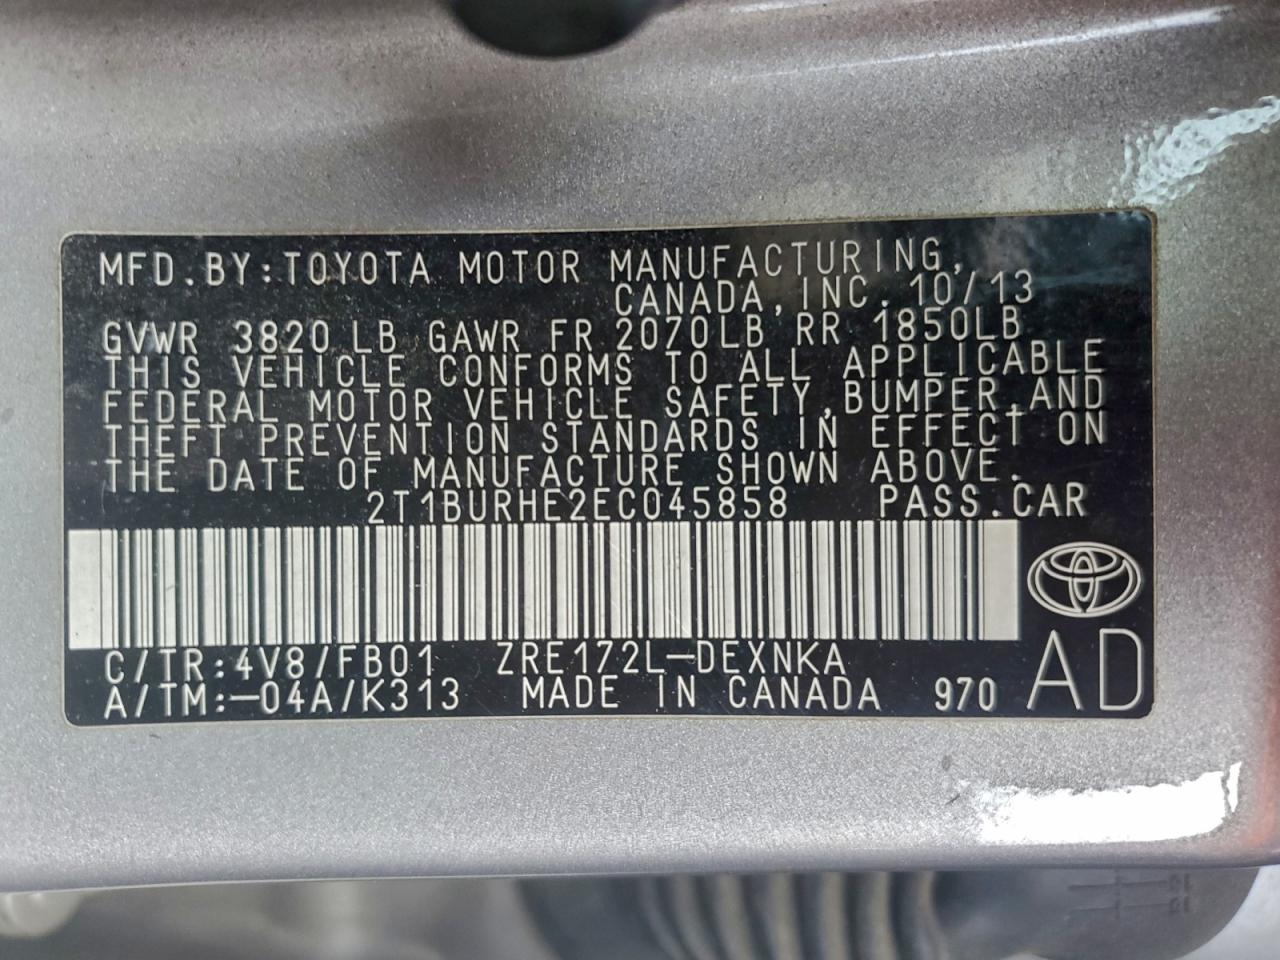 MFD.BY:TOYOTA MOTOR MANUFACTURING,
CANADA, INC. 10/13
GVWR 3820 LB GAWR FR 2070LB RR 1850LB
THIS VEHICLE CONFORMS TO ALL APPLICABLE
FEDERAL MOTOR VEHICLE SAFETY, BUMPER, AND
THEFT PREVENTION STANDARDS IN EFFECT ON
THE DATE OF MANUFACTURE SHOWN ABOVE.
2T1BURHE2EC045858 PASS.CAR
C/TR:4V8/FB01 ZRE172L-DEXNKA
A/TM:-04A/K313 MADE IN CANADA 970 AD